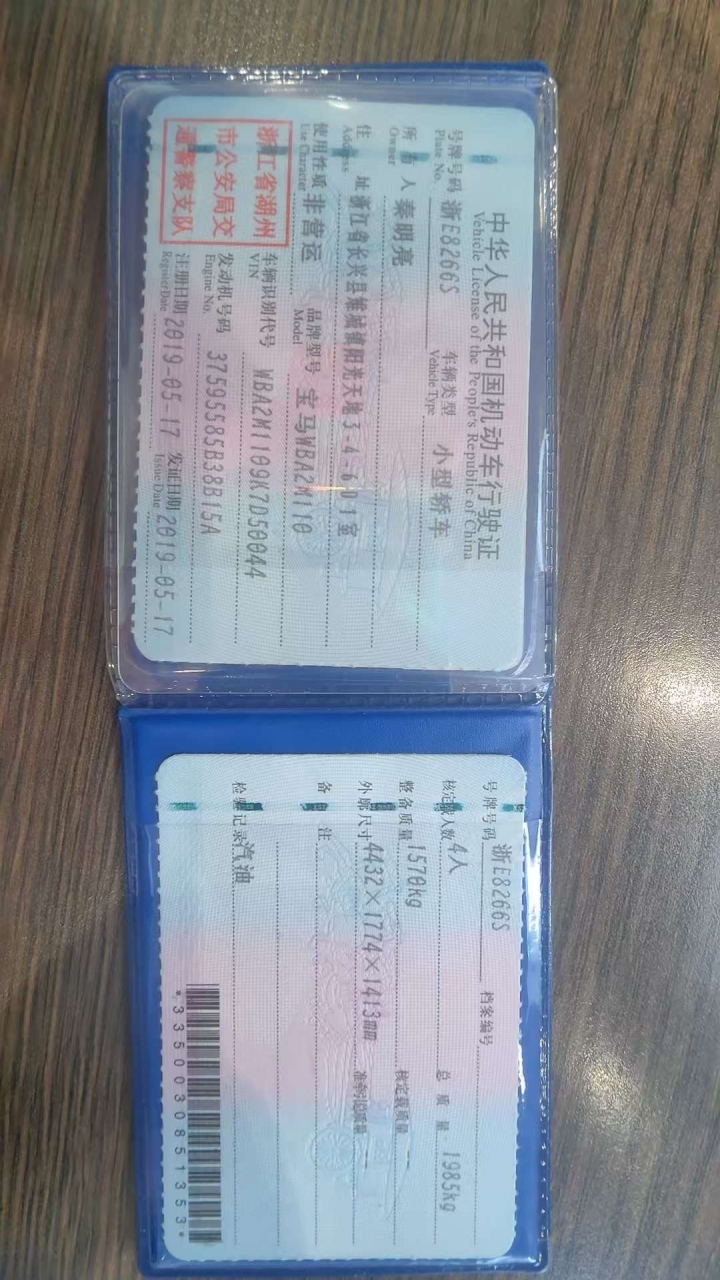 中华人民共和国机动车行驶证
Vehicle License of the People's Republic of China
号牌号码 浙E8266S 车辆类型 小型轿车
Plate No. Vehicle Type
所有人 秦明亮
Owner
住址 浙江省长兴县雉城镇阳光天地3-4-601室
Address
使用性质 非营运 品牌型号 宝马WBA2M110
Use Character Model
浙江省湖州
市公安局交
通警察支队
车辆识别代号 WBA2M1109K7D50044
VIN
发动机号码 37595585B38B15A
Engine No.
注册日期 2019-05-17 发证日期 2019-05-17
Register Date Issue Date
号牌号码 浙E8266S 档案编号
核定载人数 4人 总质量 1985kg
整备质量 1570kg 核定载质量 --
外廓尺寸 4432×1774×1413mm 准牵引总质量 --
备注
检验记录 汽油
*3350030851353*